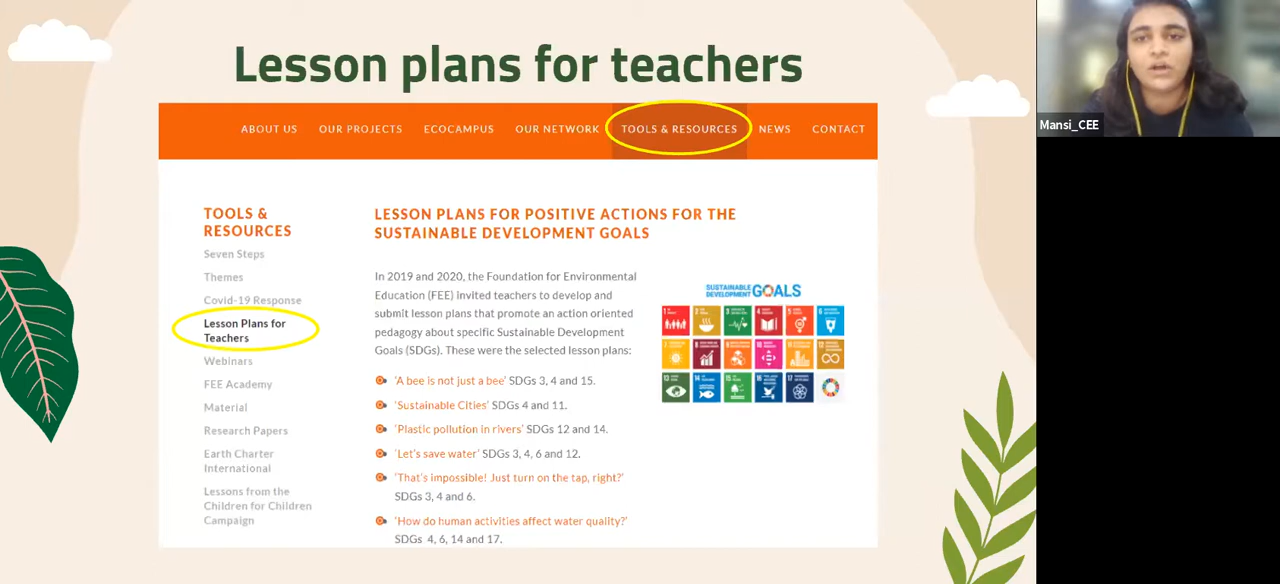 Lesson plans for teachers
ABOUT US OUR PROJECTS ECOCAMPUS OUR NETWORK TOOLS & RESOURCES NEWS CONTACT
TOOLS &
RESOURCES
Seven Steps
Themes
Covid-19 Response
Lesson Plans for
Teachers
Webinars
FEE Academy
Material
Research Papers
Earth Charter
International
Lessons from the
Children for Children
Campaign
LESSON PLANS FOR POSITIVE ACTIONS FOR THE
SUSTAINABLE DEVELOPMENT GOALS
In 2019 and 2020, the Foundation for Environmental
Education (FEE) invited teachers to develop and
submit lesson plans that promote an action oriented
pedagogy about specific Sustainable Development
Goals (SDGs). These were the selected lesson plans:
'A bee is not just a bee' SDGs 3, 4 and 15.
'Sustainable Cities' SDGs 4 and 11.
'Plastic pollution in rivers' SDGs 12 and 14.
'Let's save water' SDGs 3, 4, 6 and 12.
'That's impossible! Just turn on the tap, right?'
SDGs 3, 4 and 6.
'How do human activities affect water quality?'
SDGs 4, 6, 14 and 17.
SUSTAINABLE
DEVELOPMENT GOALS
Mansi_CEE